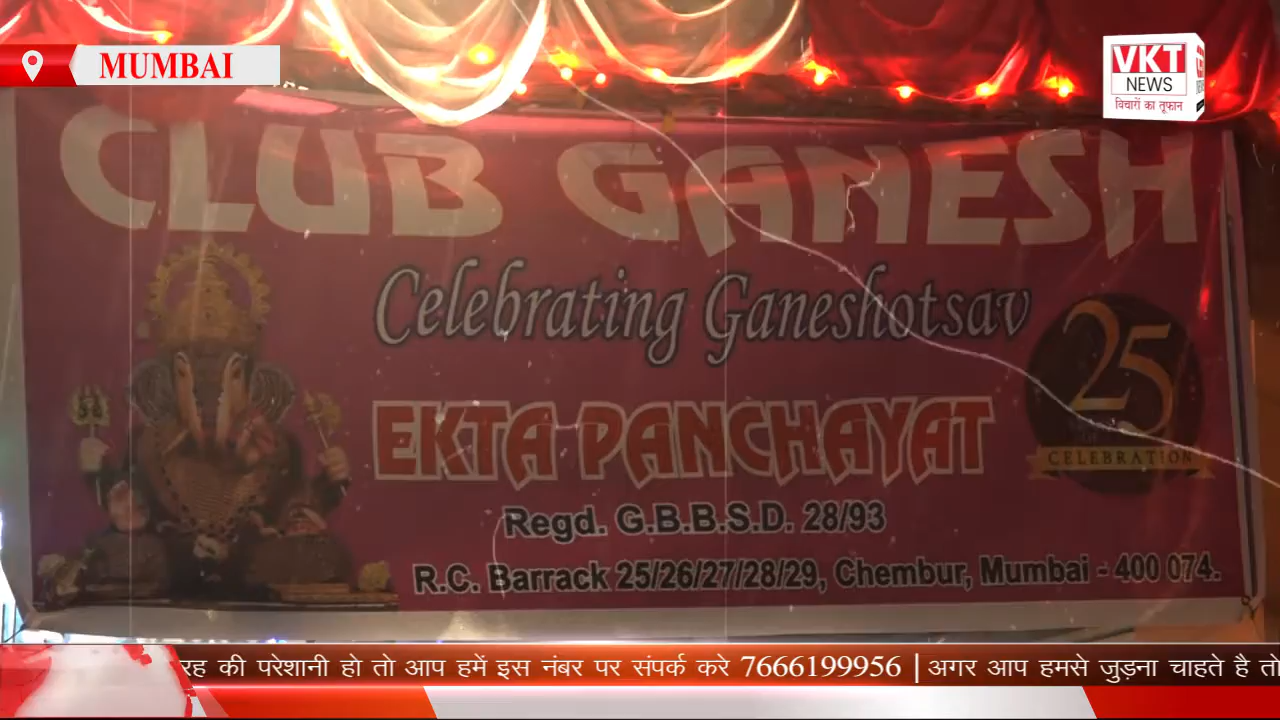 MUMBAI
VKT
NEWS
विचारों का तूफान
CLUB GANESH
Celebrating Ganeshotsav
25
CELEBRATION
EKTA PANCHAYAT
Regd. G.B.B.S.D. 28/93
R.C. Barrack 25/26/27/28/29, Chembur, Mumbai - 400 074.
रह की परेशानी हो तो आप हमें इस नंबर पर संपर्क करे 7666199956 | अगर आप हमसे जुड़ना चाहते है तो